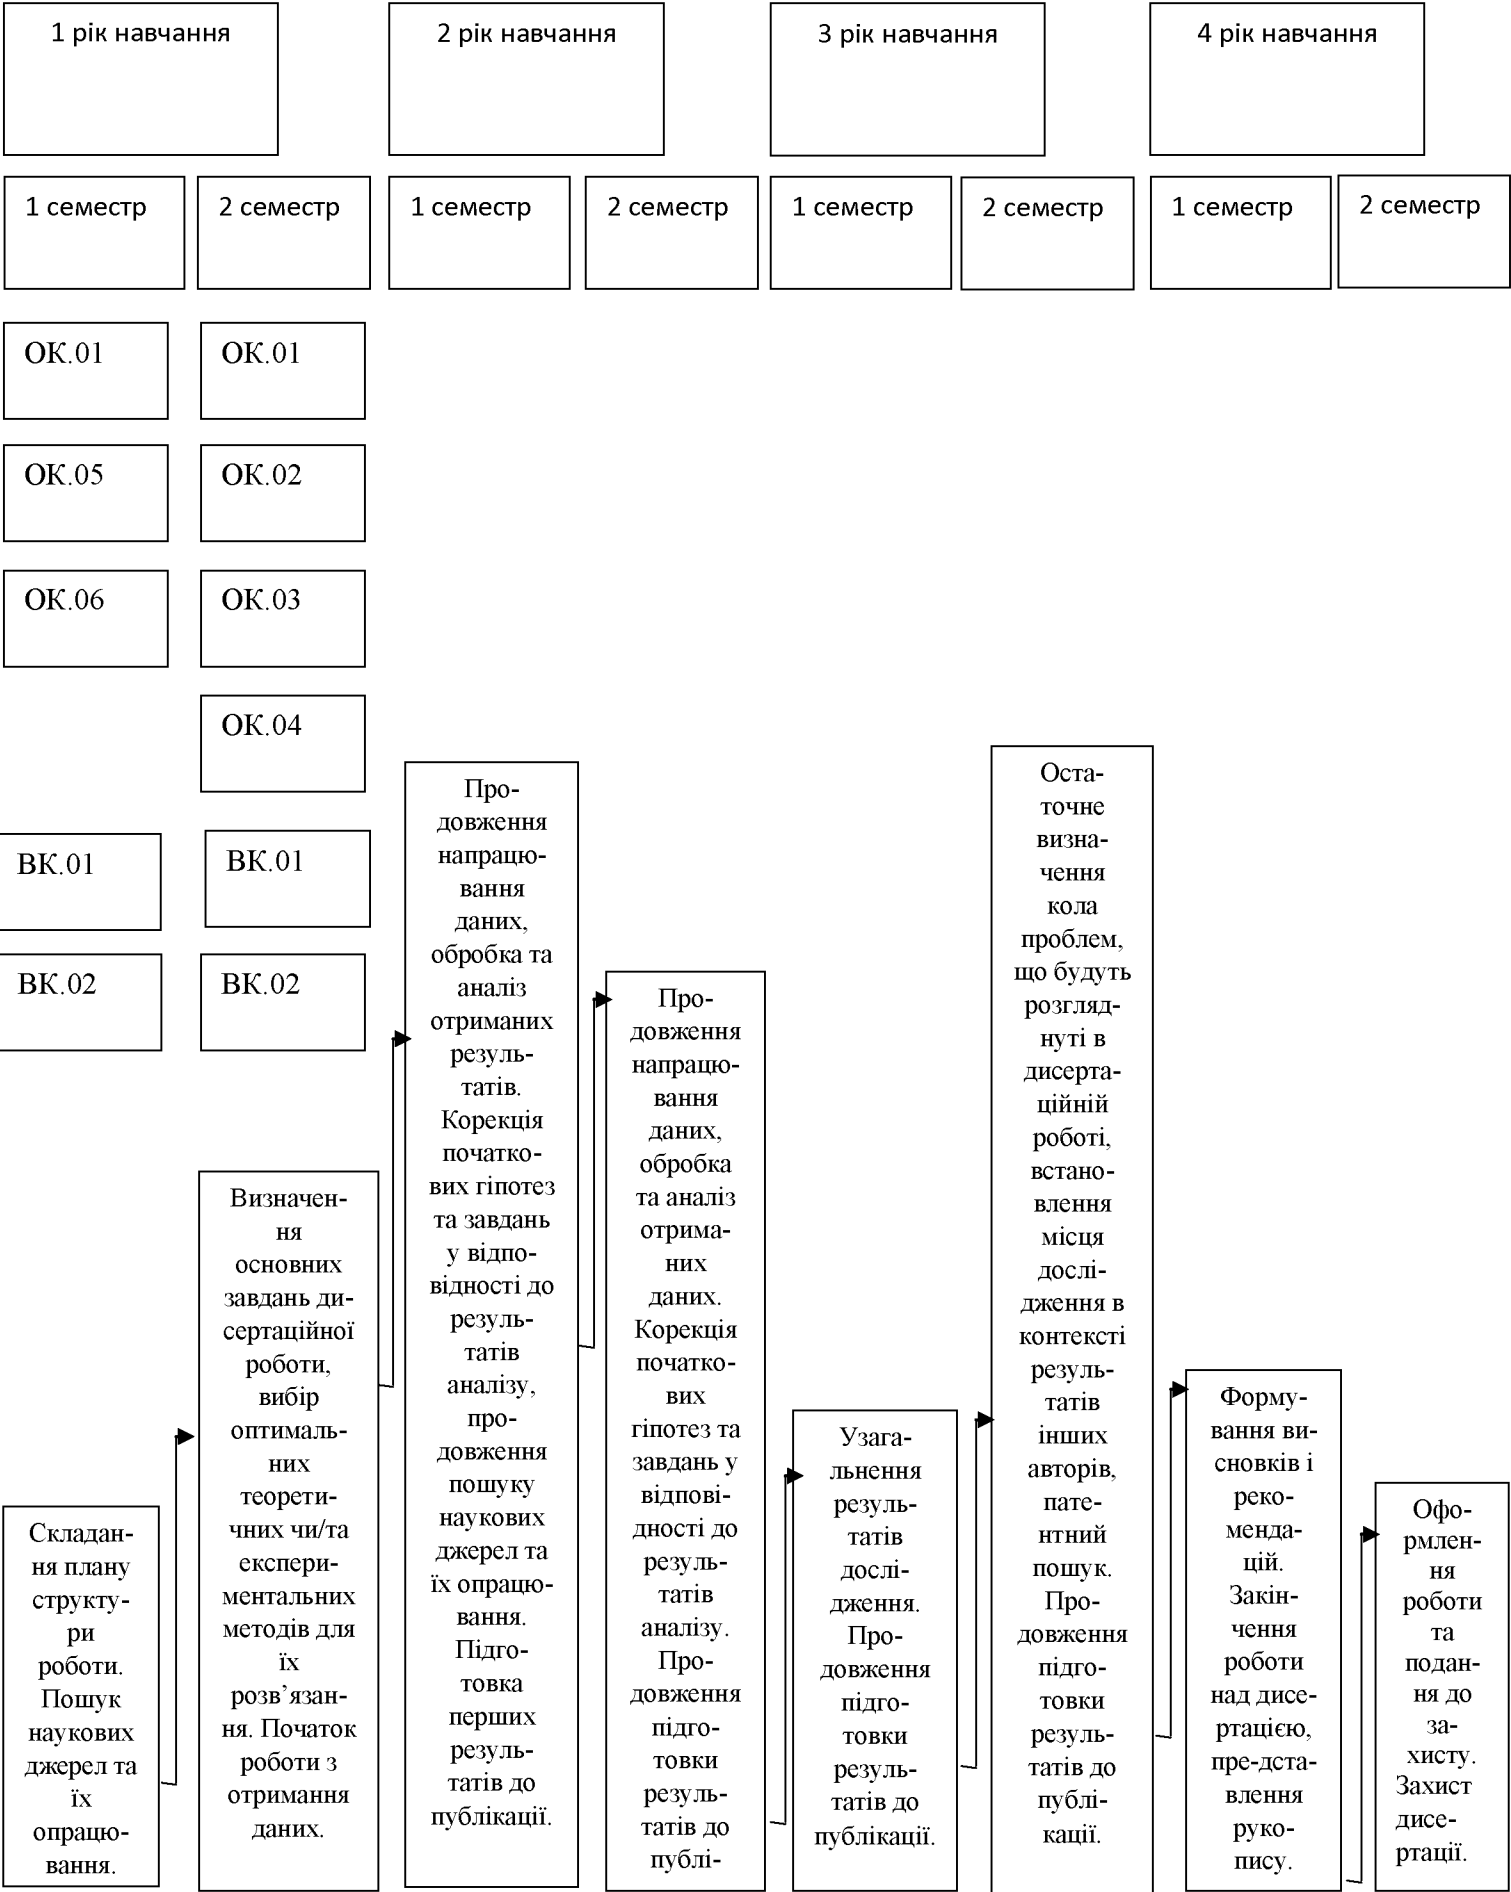 1 рік навчання
2 рік навчання
3 рік навчання
4 рік навчання
1 семестр
2 семестр
1 семестр
2 семестр
1 семестр
2 семестр
1 семестр
2 семестр
ОК.01
ОК.01
ОК.05
ОК.02
ОК.06
ОК.03
ОК.04
ВК.01
ВК.01
ВК.02
ВК.02
Складан-
ня плану
структу-
ри
роботи.
Пошук
наукових
джерел та
їх
опрацю-
вання.
Визначен-
ня
основних
завдань ди-
сертаційної
роботи,
вибір
оптималь-
них
теорети-
чних чи/та
експери-
ментальних
методів для
їх
розв’язан-
ня. Початок
роботи з
отримання
даних.
Про-
довження
напрацю-
вання
даних,
обробка та
аналіз
отриманих
резуль-
татів.
Корекція
початко-
вих гіпотез
та завдань
у відпо-
відності до
резуль-
татів
аналізу,
про-
довження
пошуку
наукових
джерел та
їх опрацю-
вання.
Підго-
товка
перших
резуль-
татів до
публікації.
Про-
довження
напрацю-
вання
даних,
обробка
та аналіз
отрима-
них
даних.
Корекція
початко-
вих
гіпотез та
завдань у
відпові-
дності до
резуль-
татів
аналізу.
Про-
довження
підго-
товки
резуль-
татів до
публі-
Узага-
льнення
резуль-
татів
дослі-
дження.
Про-
довження
підго-
товки
резуль-
татів до
публікації.
Оста-
точне
визна-
чення
кола
проблем,
що будуть
розгляд-
нуті в
дисерта-
ційній
роботі,
встано-
влення
місця
дослі-
дження в
контексті
резуль-
татів
інших
авторів,
пате-
нтний
пошук.
Про-
довження
підго-
товки
резуль-
татів до
публі-
кації.
Форму-
вання ви-
сновків і
реко-
менда-
цій.
Закін-
чення
роботи
над дисе-
ртацією,
пре-дста-
влення
руко-
пису.
Офо-
рмлен-
ня
роботи
та
подан-
ня до
за-
хисту.
Захист
дисе-
ртації.